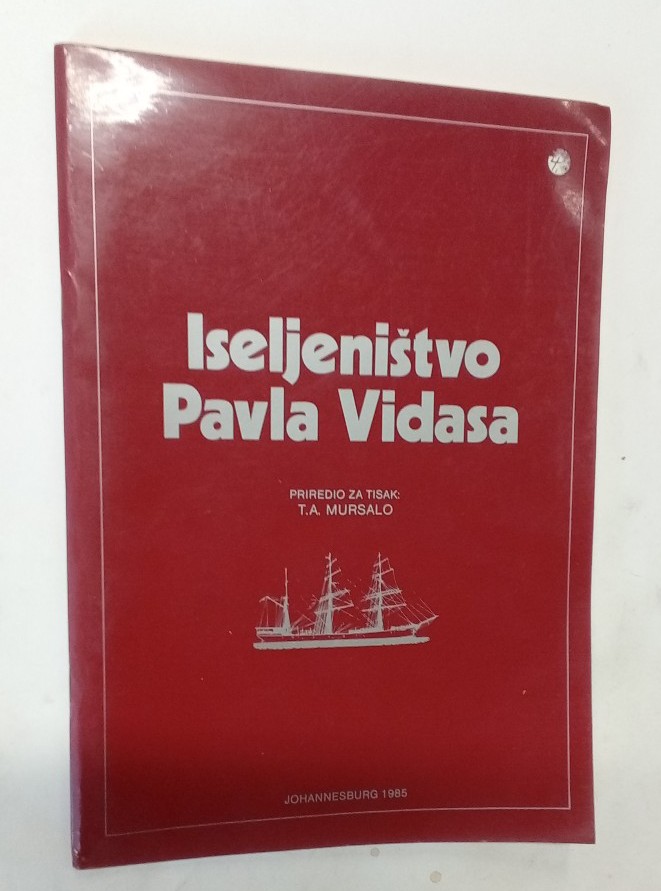 Iseljeništvo
Pavla Vidasa
PRIREDIO ZA TISAK:
T.A. MURSALO
JOHANNESBURG 1985